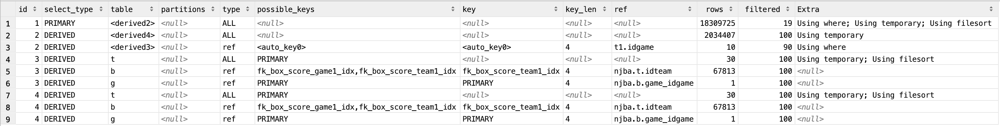 id select_type table partitions type possible_keys key key_len ref rows filtered Extra
1 1 PRIMARY <derived2> <null> ALL <null> <null> <null> <null> 18309725 19 Using where; Using temporary; Using filesort
2 2 DERIVED <derived4> <null> ALL <null> <null> <null> <null> 2034407 100 Using temporary
3 2 DERIVED <derived3> <null> ref <auto_key0> <auto_key0> 4 t1.idgame 10 90 Using where
4 3 DERIVED t <null> ALL PRIMARY <null> <null> <null> 30 100 Using temporary; Using filesort
5 3 DERIVED b <null> ref fk_box_score_game1_idx,fk_box_score_team1_idx fk_box_score_team1_idx 4 njba.t.idteam 67813 100 <null>
6 3 DERIVED g <null> ref PRIMARY PRIMARY 4 njba.b.game_idgame 1 100 <null>
7 4 DERIVED t <null> ALL PRIMARY <null> <null> <null> 30 100 Using temporary; Using filesort
8 4 DERIVED b <null> ref fk_box_score_game1_idx,fk_box_score_team1_idx fk_box_score_team1_idx 4 njba.t.idteam 67813 100 <null>
9 4 DERIVED g <null> ref PRIMARY PRIMARY 4 njba.b.game_idgame 1 100 <null>